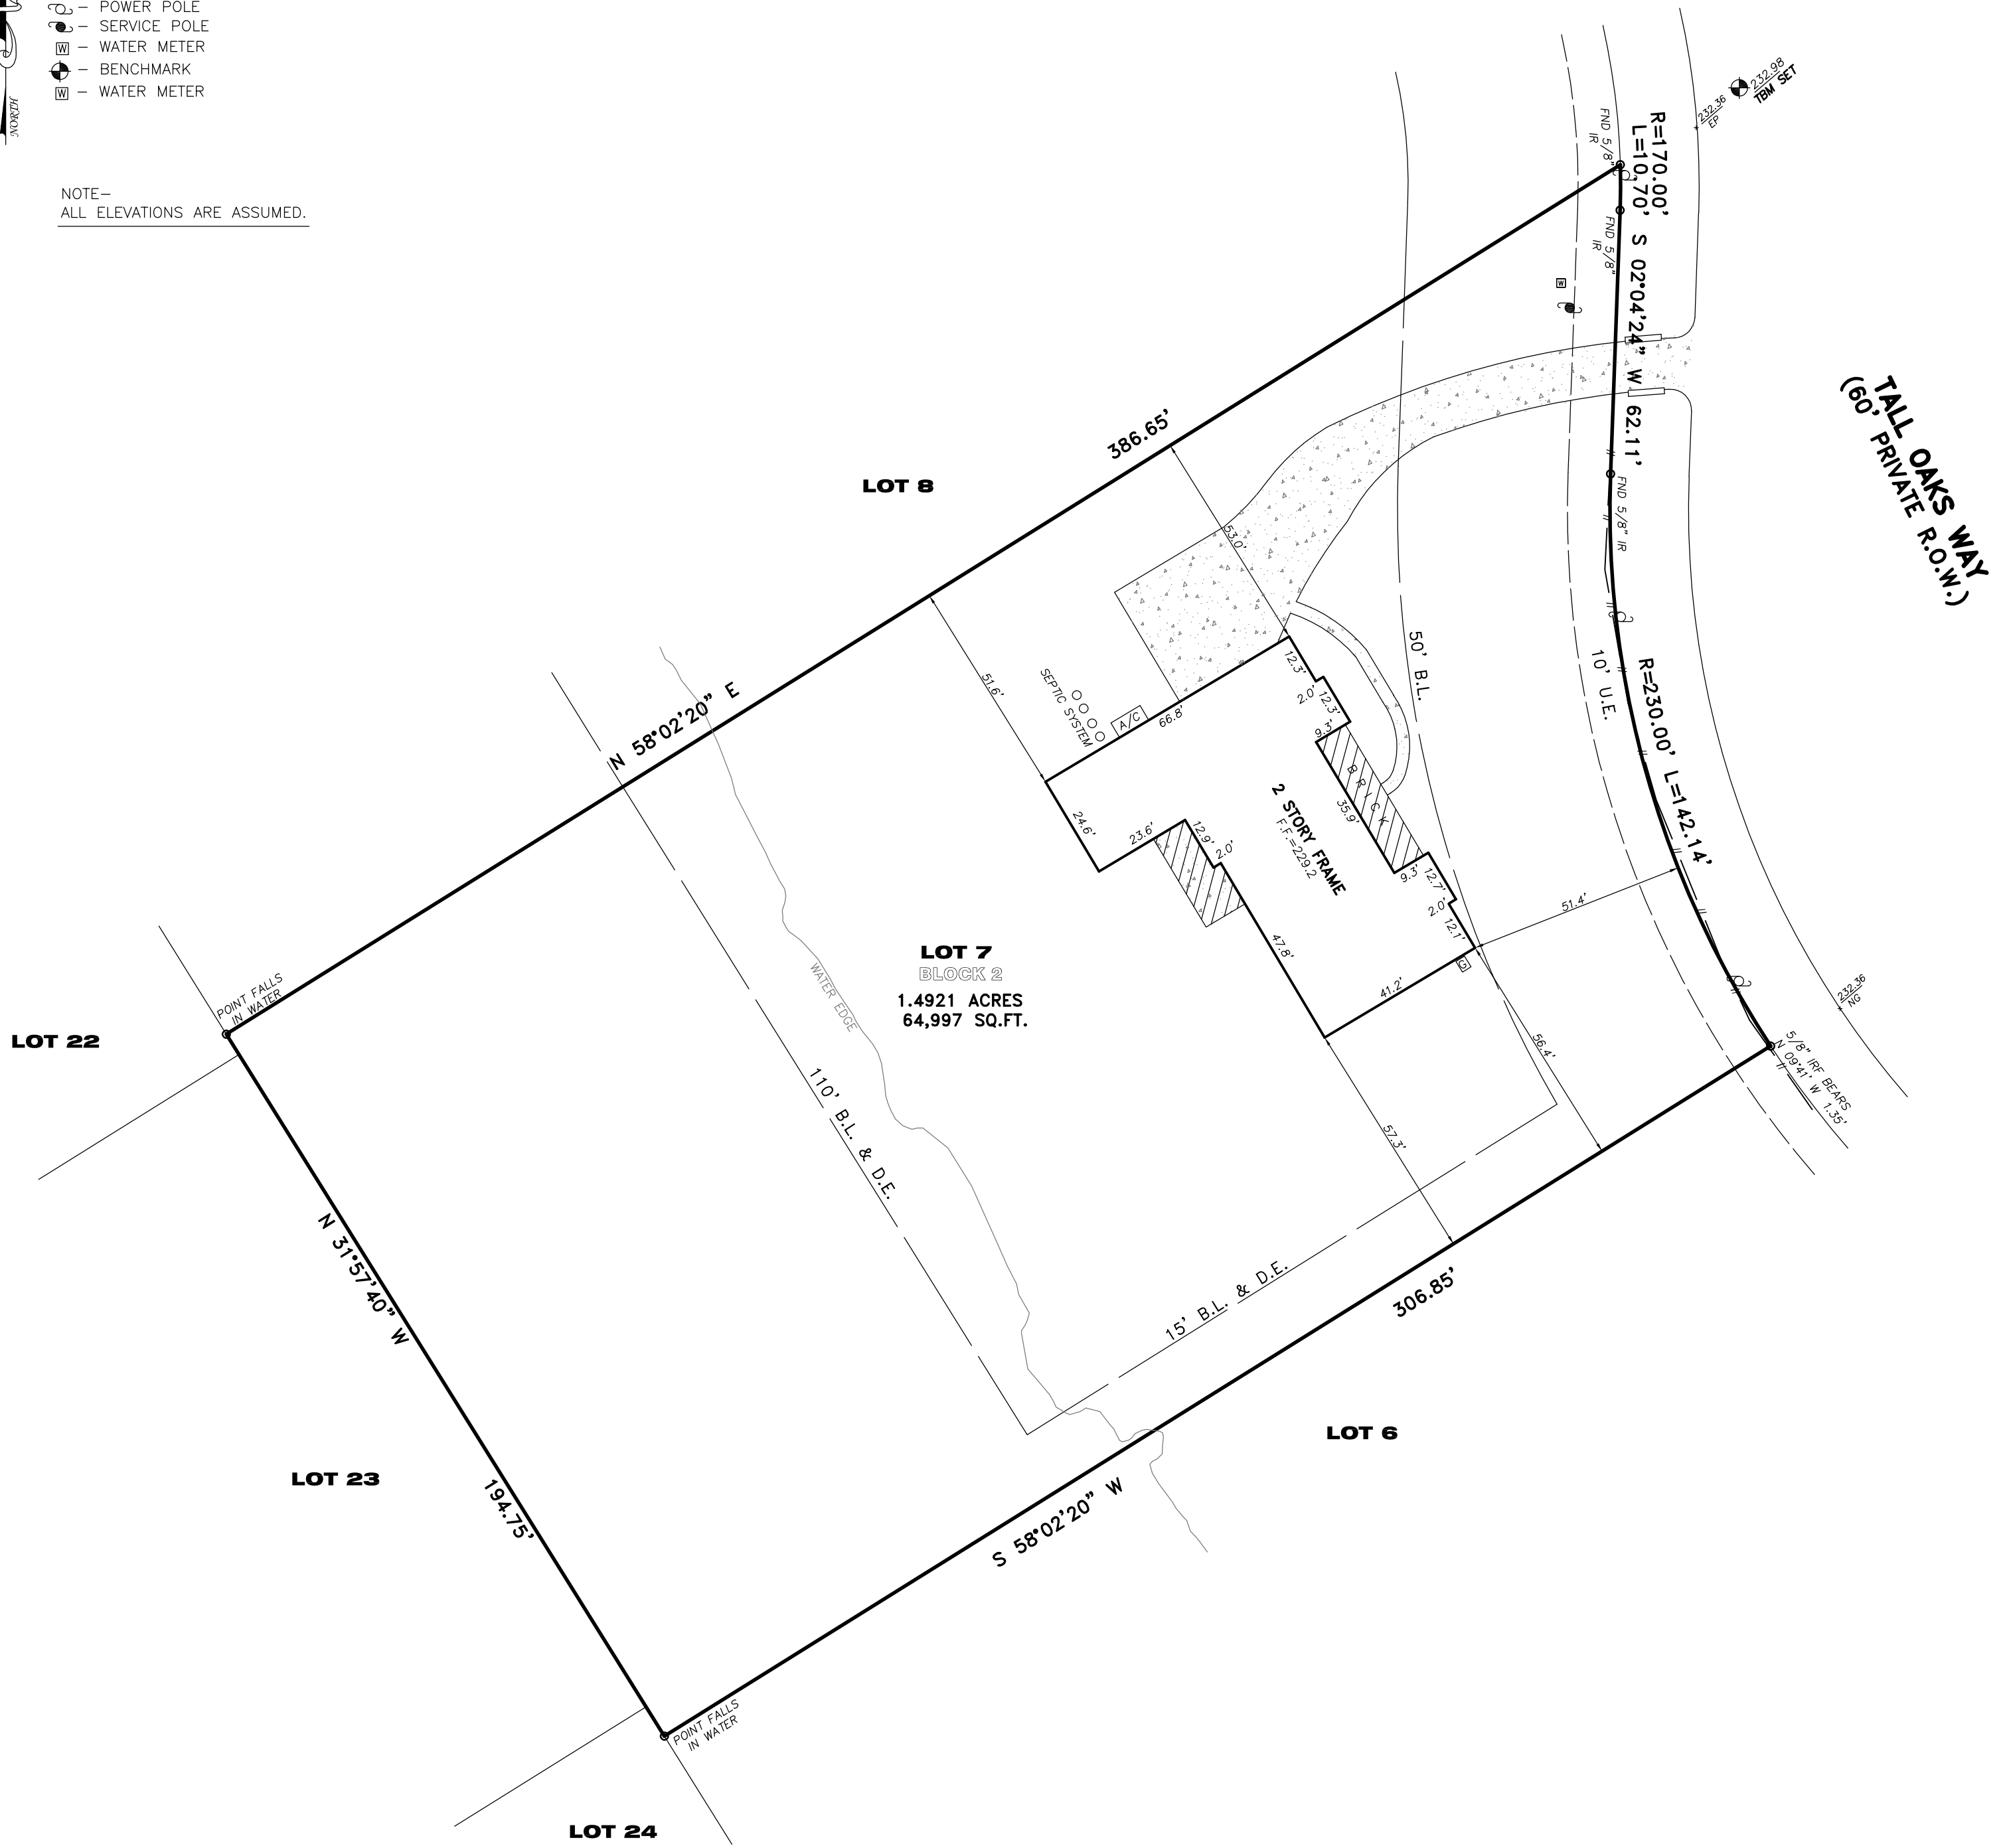 — POWER POLE
— SERVICE POLE
W — WATER METER
— BENCHMARK
W — WATER METER
NORTH
NOTE—
ALL ELEVATIONS ARE ASSUMED.
232.98
TBM SET
232.36
EP
R=170.00'
L=10.70'
FND 5/8"
IR
FND 5/8"
IR
S 02°04'24" W 62.11'
W
FND 5/8" IR
TALL OAKS WAY
(60' PRIVATE R.O.W.)
386.65'
LOT 8
N 58°02'20" E
53.0'
51.6'
50' B.L.
10' U.E.
R=230.00' L=142.14'
SEPTIC SYSTEM
A/C
66.8'
12.3'
2.0'
12.3'
9.3'
BRICK
35.9'
9.3'
12.7'
2.0'
12.1'
2 STORY FRAME
F.F.=229.2
24.6'
23.6'
12.9'
2.0'
47.8'
41.2'
G
51.4'
56.4'
57.3'
232.36
NG
5/8" IRF BEARS
N 09°41' W 1.35'
LOT 7
BLOCK 2
1.4921 ACRES
64,997 SQ.FT.
WATER EDGE
110' B.L. & D.E.
15' B.L. & D.E.
POINT FALLS
IN WATER
LOT 22
N 31°57'40" W
194.75'
LOT 23
306.85'
S 58°02'20" W
LOT 6
POINT FALLS
IN WATER
LOT 24